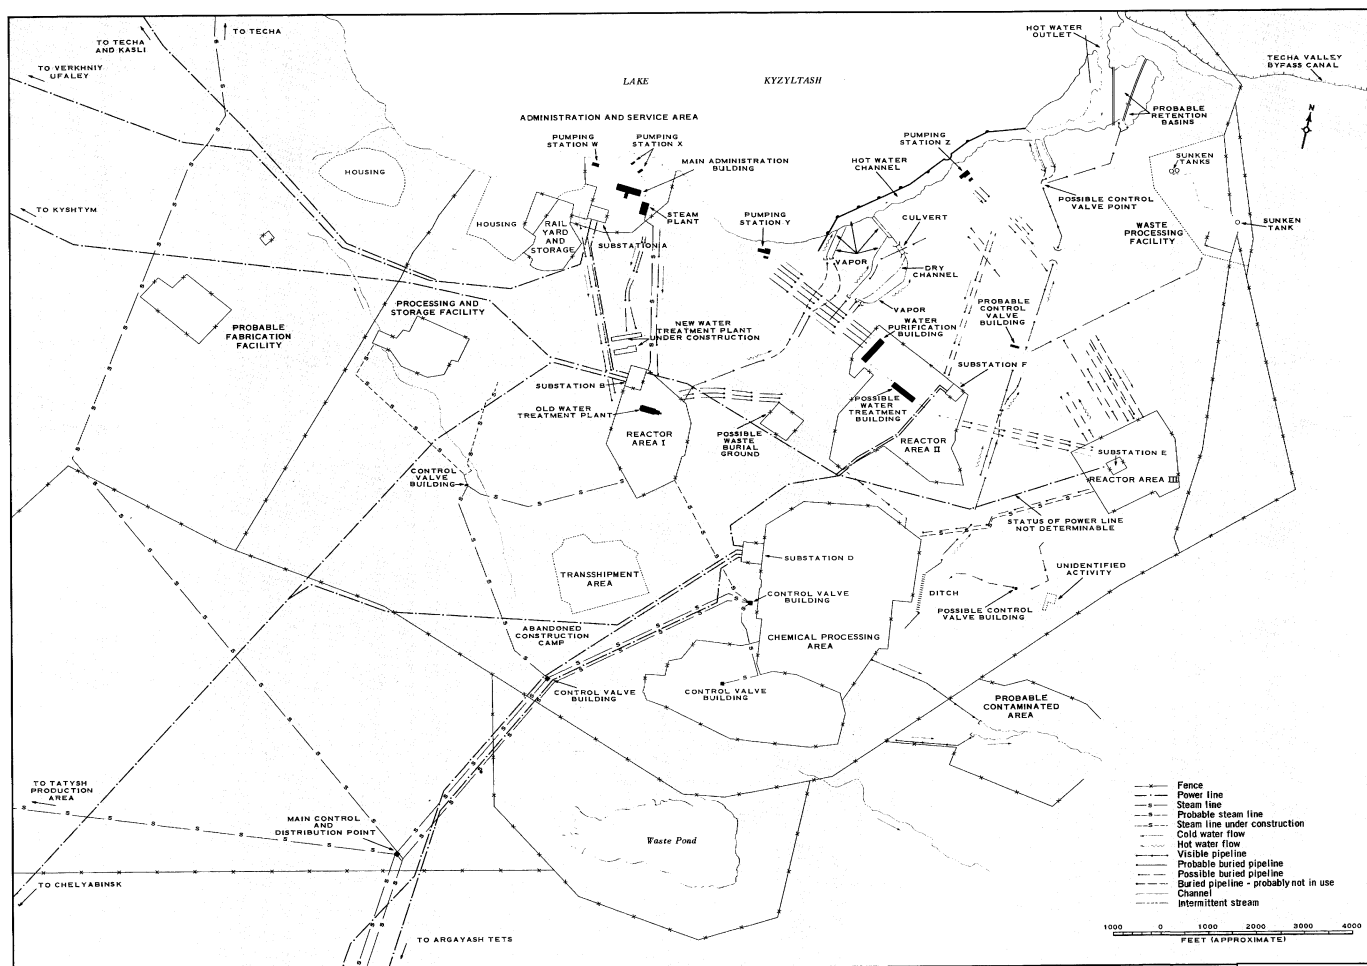 TO TECHA
AND KASLI
TO TECHA
TO VERKHNIY
UFALEY
LAKE KYZYLTASH
HOT WATER
OUTLET
TECHA VALLEY
BYPASS CANAL
N
ADMINISTRATION AND SERVICE AREA
PUMPING
STATION W
PUMPING
STATION X
MAIN ADMINISTRATION
BUILDING
PUMPING
STATION Z
HOT WATER
CHANNEL
PROBABLE
RETENTION
BASINS
SUNKEN
TANKS
HOUSING
TO KYSHTYM
HOUSING
RAIL
YARD
AND
STORAGE
STEAM
PLANT
SUBSTATION A
PUMPING
STATION Y
CULVERT
POSSIBLE CONTROL
VALVE POINT
WASTE
PROCESSING
FACILITY
SUNKEN
TANK
VAPOR
DRY
CHANNEL
VAPOR
WATER
PURIFICATION
BUILDING
PROBABLE
CONTROL
VALVE
BUILDING
PROCESSING AND
STORAGE FACILITY
PROBABLE
FABRICATION
FACILITY
NEW WATER
TREATMENT PLANT
UNDER CONSTRUCTION
SUBSTATION B
SUBSTATION F
OLD WATER
TREATMENT PLANT
REACTOR
AREA I
POSSIBLE
WASTE
BURIAL
GROUND
POSSIBLE
WATER
TREATMENT
BUILDING
REACTOR
AREA II
SUBSTATION E
REACTOR AREA III
CONTROL
VALVE
BUILDING
STATUS OF POWER LINE
NOT DETERMINABLE
TRANSSHIPMENT
AREA
SUBSTATION D
UNIDENTIFIED
ACTIVITY
CONTROL VALVE
BUILDING
DITCH
POSSIBLE CONTROL
VALVE BUILDING
ABANDONED
CONSTRUCTION
CAMP
CHEMICAL PROCESSING
AREA
CONTROL VALVE
BUILDING
CONTROL VALVE
BUILDING
PROBABLE
CONTAMINATED
AREA
TO TATYSH
PRODUCTION
AREA
MAIN CONTROL
AND
DISTRIBUTION POINT
Waste Pond
TO CHELYABINSK
TO ARGAYASH TETS
Fence
Power line
Steam line
Probable steam line
Steam line under construction
Cold water flow
Hot water flow
Visible pipeline
Probable buried pipeline
Possible buried pipeline
Buried pipeline - probably not in use
Channel
Intermittent stream
1000 0 1000 2000 3000 4000
FEET (APPROXIMATE)